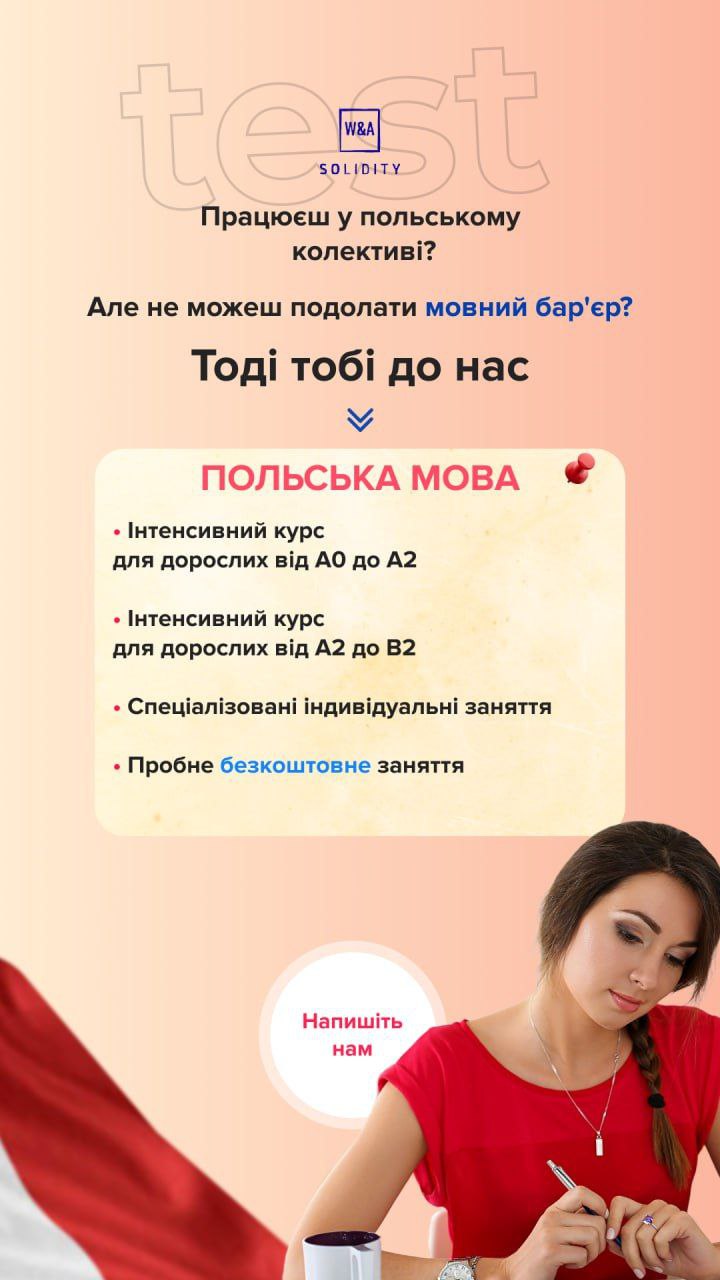 test
W&A
SOLIDITY
Працюєш у польському
колективі?
Але не можеш подолати мовний бар'єр?
Тоді тобі до нас
ПОЛЬСЬКА МОВА
• Інтенсивний курс
для дорослих від А0 до А2
• Інтенсивний курс
для дорослих від А2 до В2
• Спеціалізовані індивідуальні заняття
• Пробне безкоштовне заняття
Напишіть
нам